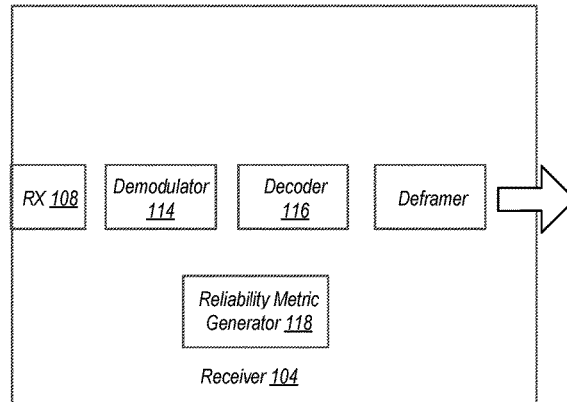 RX 108
Demodulator
114
Decoder
116
Deframer
Reliability Metric
Generator 118
Receiver 104